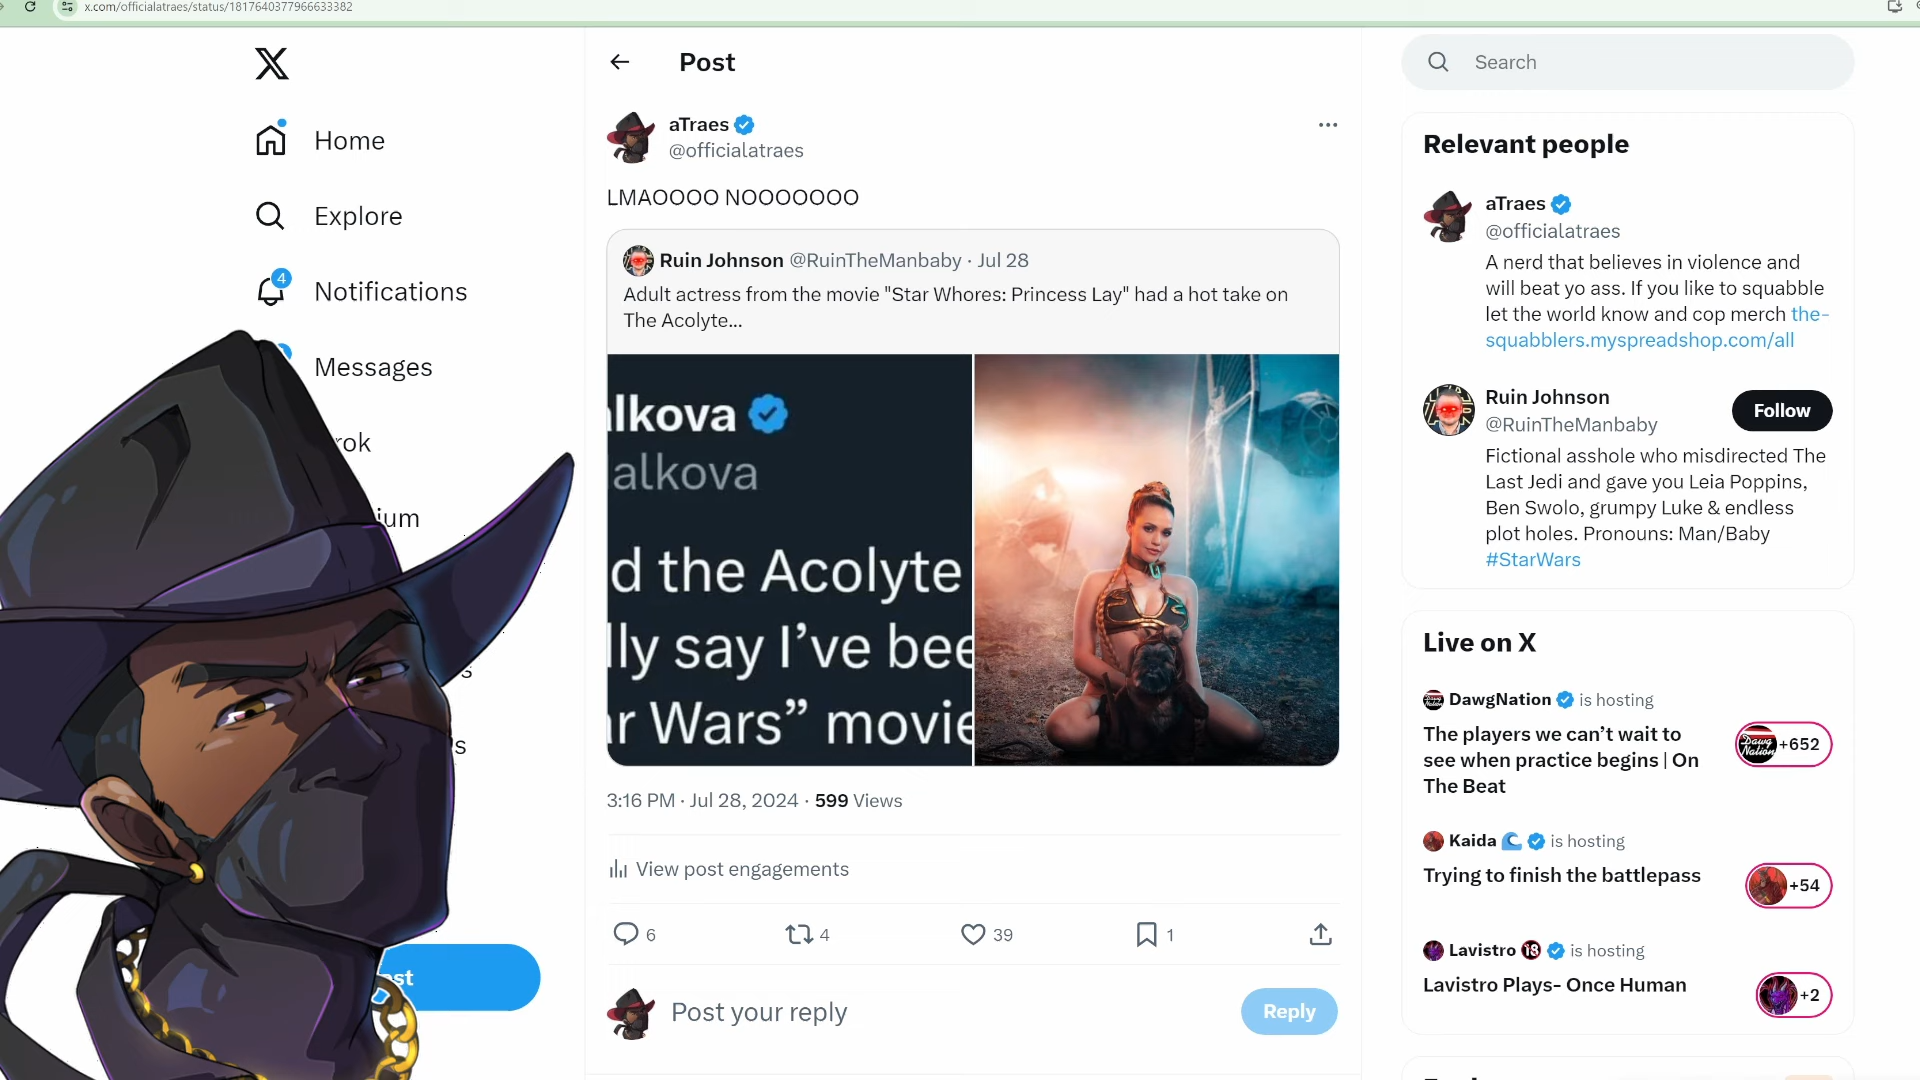 x.com/officialatraes/status/1817640377966633382
Post
Search
Home
Explore
4
Notifications
Messages
aTraes
@officialatraes
LMAOOOO NOOOOOOO
Ruin Johnson @RuinTheManbaby · Jul 28
Adult actress from the movie "Star Whores: Princess Lay" had a hot take on
The Acolyte...
lkova
alkova
d the Acolyte
lly say I've bee
r Wars" movie
3:16 PM · Jul 28, 2024 · 599 Views
View post engagements
6
4
39
1
Post your reply
Reply
rok
ium
s
s
st
Relevant people
aTraes
@officialatraes
A nerd that believes in violence and
will beat yo ass. If you like to squabble
let the world know and cop merch the-
squabblers.myspreadshop.com/all
Ruin Johnson
@RuinTheManbaby
Follow
Fictional asshole who misdirected The
Last Jedi and gave you Leia Poppins,
Ben Swolo, grumpy Luke & endless
plot holes. Pronouns: Man/Baby
#StarWars
Live on X
DawgNation is hosting
The players we can't wait to
see when practice begins | On
The Beat
Dawg
Nation
+652
Kaida 🌊 is hosting
Trying to finish the battlepass
+54
Lavistro 🔞 is hosting
Lavistro Plays- Once Human
+2